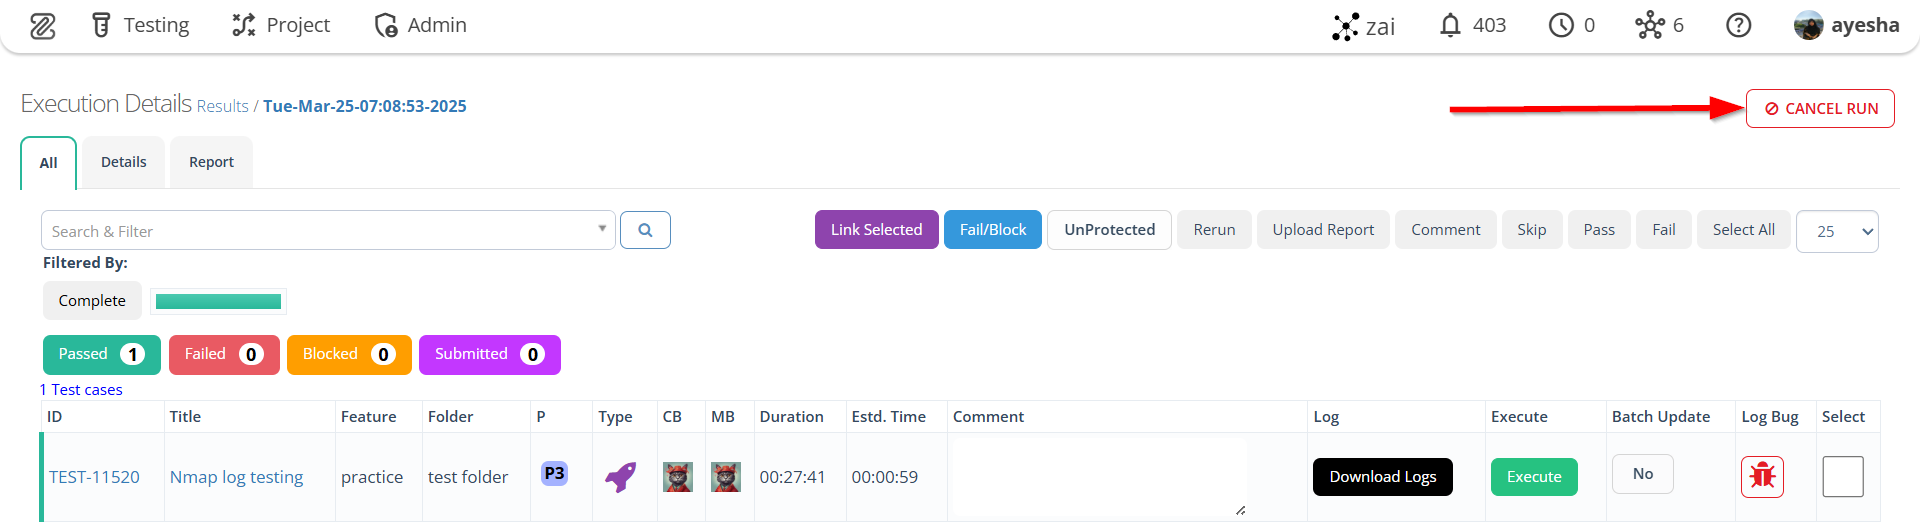 Testing Project Admin zai 403 0 6 ayesha
Execution Details Results / Tue-Mar-25-07:08:53-2025 CANCEL RUN
All Details Report
Search & Filter Link Selected Fail/Block UnProtected Rerun Upload Report Comment Skip Pass Fail Select All 25
Filtered By:
Complete
Passed 1 Failed 0 Blocked 0 Submitted 0
1 Test cases
ID Title Feature Folder P Type CB MB Duration Estd. Time Comment Log Execute Batch Update Log Bug Select
TEST-11520 Nmap log testing practice test folder P3 00:27:41 00:00:59 Download Logs Execute No